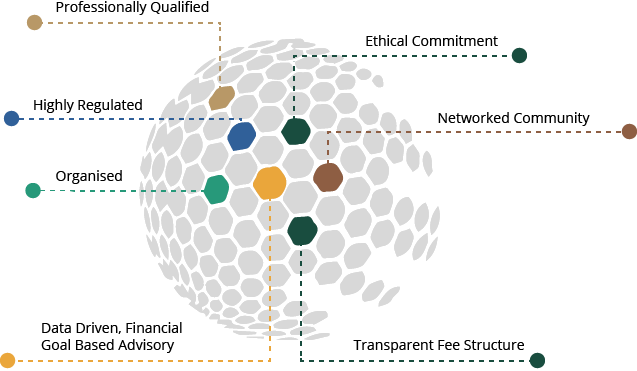 Professionally Qualified
Ethical Commitment
Highly Regulated
Networked Community
Organised
Data Driven, Financial
Goal Based Advisory
Transparent Fee Structure